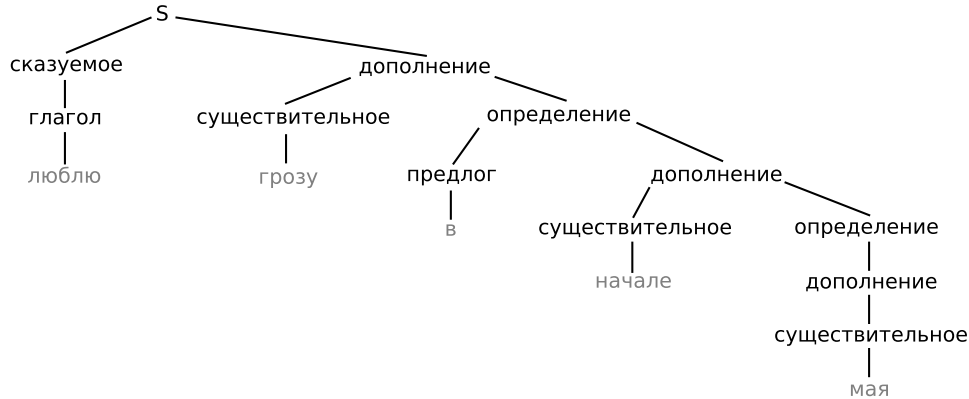 S
сказуемое дополнение
глагол существительное определение
люблю грозу предлог дополнение
в существительное определение
начале дополнение
существительное
мая